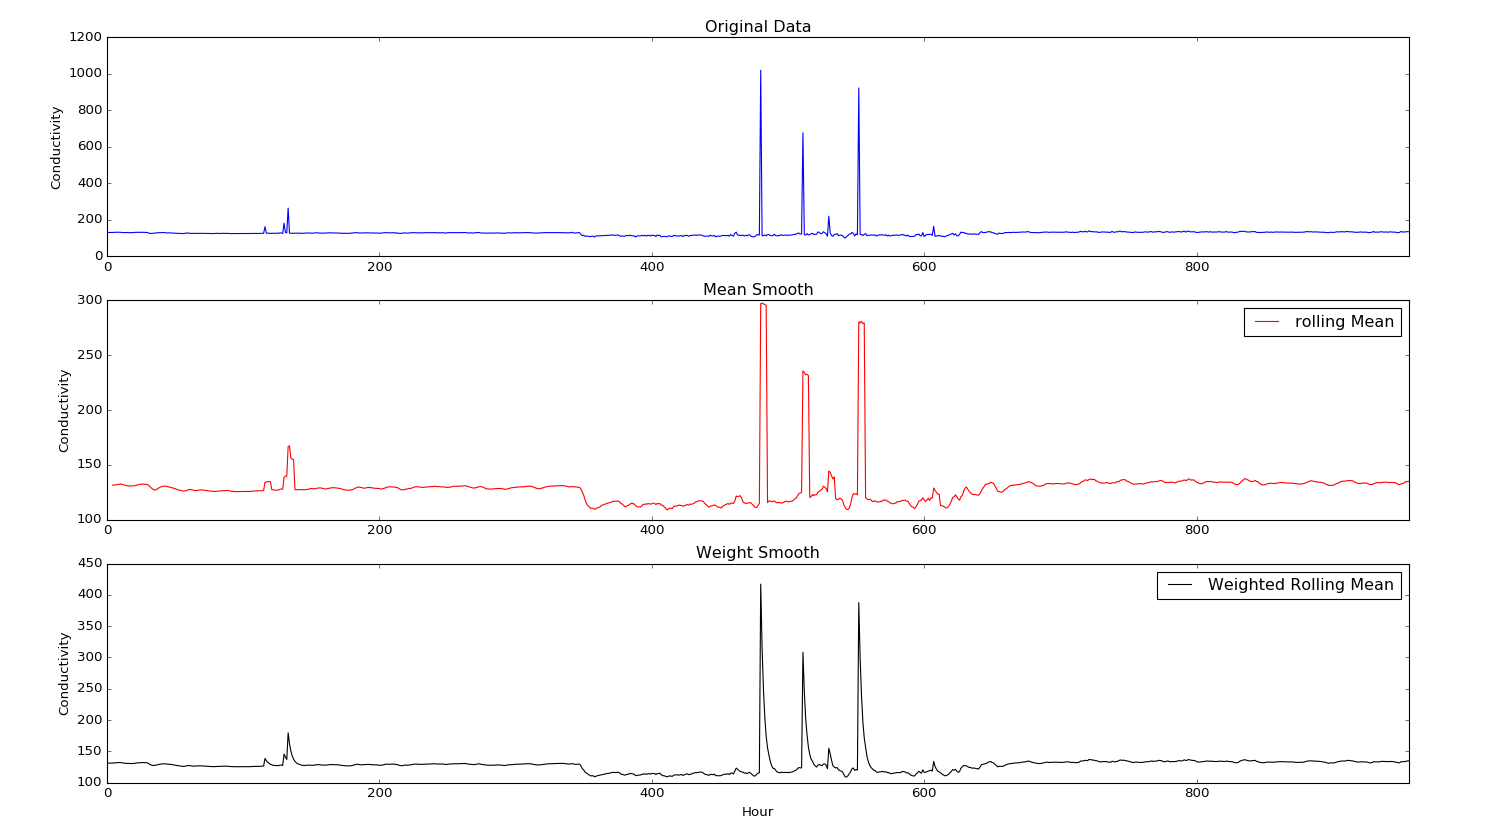 Original Data
1200
1000
800
600
400
200
0
Conductivity
0 200 400 600 800
Mean Smooth
300
250
200
150
100
Conductivity
rolling Mean
0 200 400 600 800
Weight Smooth
450
400
350
300
250
200
150
100
Conductivity
Weighted Rolling Mean
0 200 400 600 800
Hour